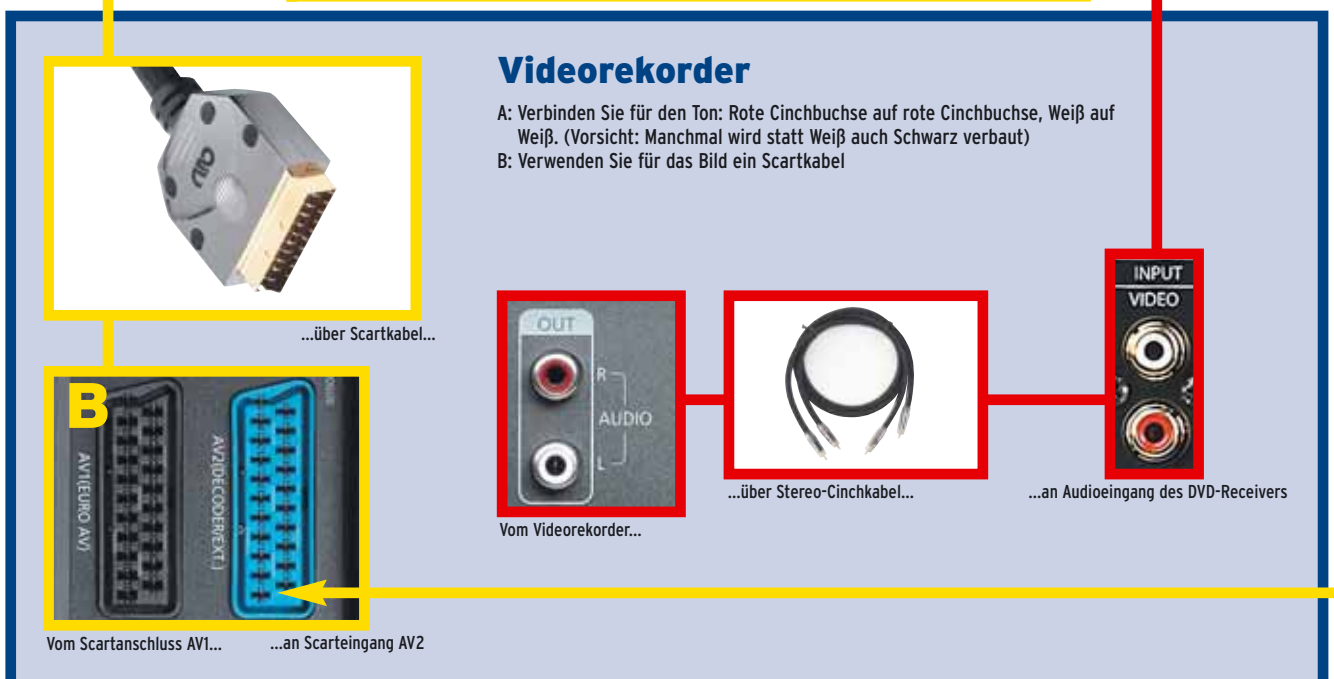 Videorekorder
A: Verbinden Sie für den Ton: Rote Cinchbuchse auf rote Cinchbuchse, Weiß auf
Weiß. (Vorsicht: Manchmal wird statt Weiß auch Schwarz verbaut)
B: Verwenden Sie für das Bild ein Scartkabel
...über Scartkabel...
B
AV1(EURO AV)
AV2(DECODER/EXT.)
Vom Scartanschluss AV1...
...an Scarteingang AV2
OUT
R
AUDIO
L
Vom Videorekorder...
...über Stereo-Cinchkabel...
INPUT
VIDEO
...an Audioeingang des DVD-Receivers